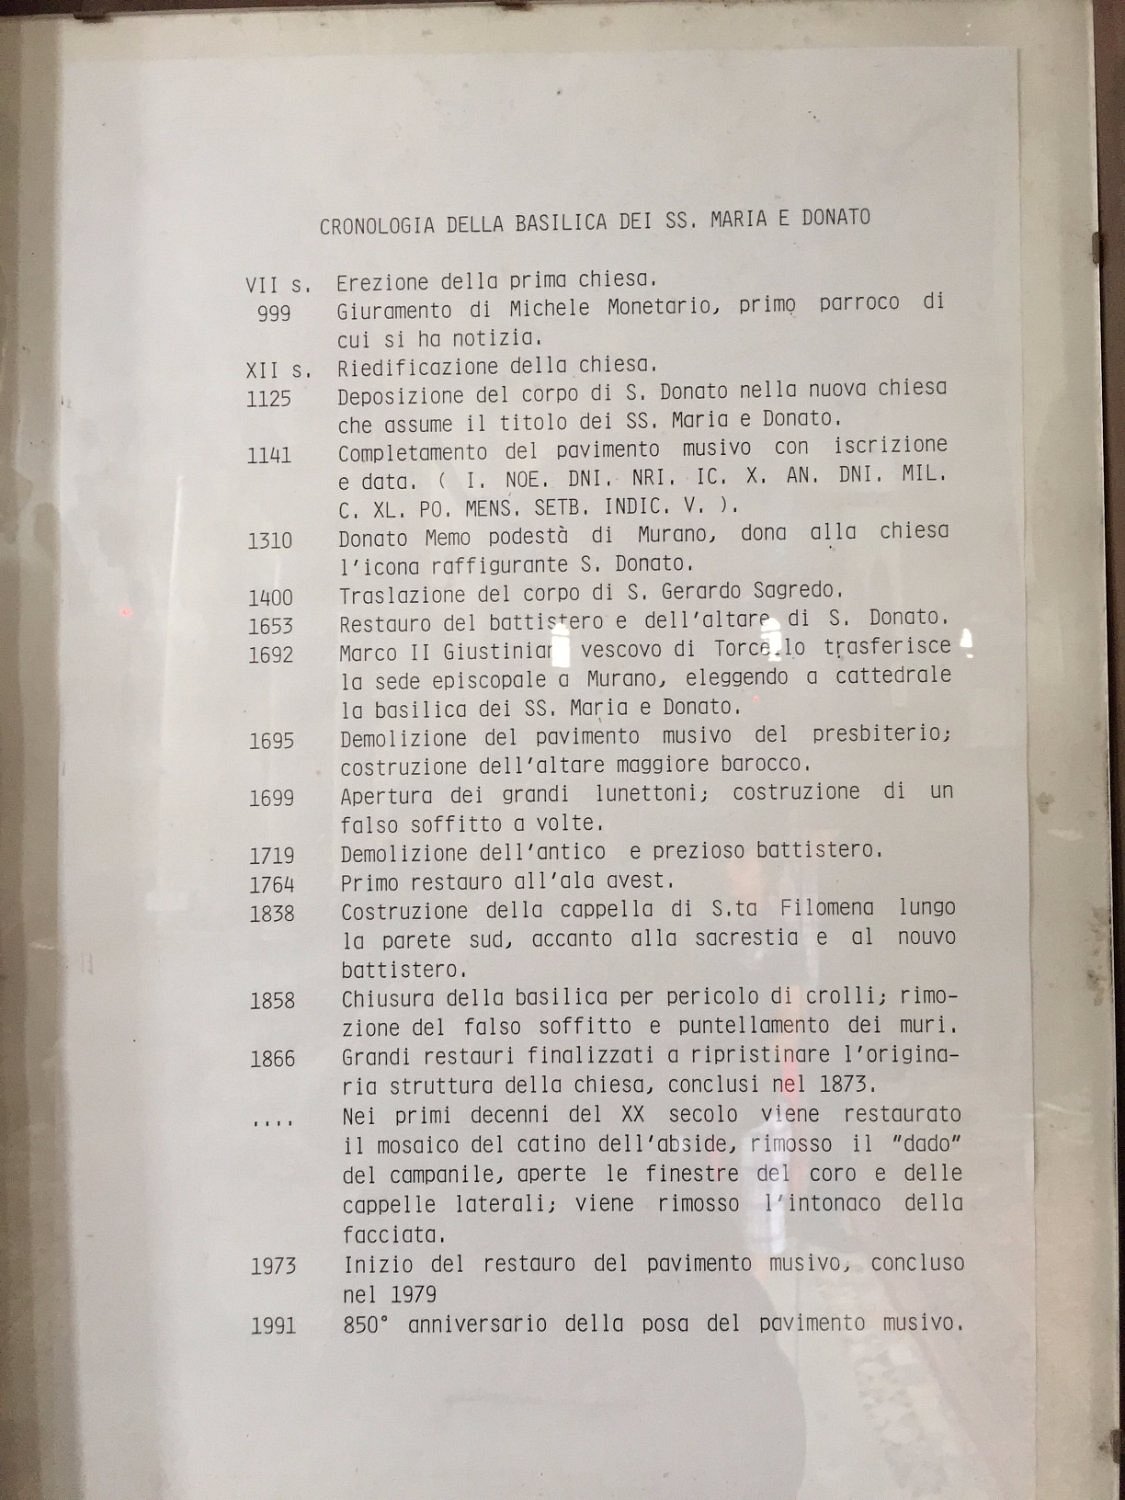 CRONOLOGIA DELLA BASILICA DEI SS. MARIA E DONATO
VII s. Erezione della prima chiesa.
999 Giuramento di Michele Monetario, primo parroco di
cui si ha notizia.
XII s. Riedificazione della chiesa.
1125 Deposizione del corpo di S. Donato nella nuova chiesa
che assume il titolo dei SS. Maria e Donato.
1141 Completamento del pavimento musivo con iscrizione
e data. ( I. NOE. DNI. NRI. IC. X. AN. DNI. MIL.
C. XL. PO. MENS. SETB. INDIC. V. ).
1310 Donato Memo podestà di Murano, dona alla chiesa
l'icona raffigurante S. Donato.
1400 Traslazione del corpo di S. Gerardo Sagredo.
1653 Restauro del battistero e dell'altare di S. Donato.
1692 Marco II Giustinian vescovo di Torcello trasferisce
la sede episcopale a Murano, eleggendo a cattedrale
la basilica dei SS. Maria e Donato.
1695 Demolizione del pavimento musivo del presbiterio;
costruzione dell'altare maggiore barocco.
1699 Apertura dei grandi lunettoni; costruzione di un
falso soffitto a volte.
1719 Demolizione dell'antico e prezioso battistero.
1764 Primo restauro all'ala avest.
1838 Costruzione della cappella di S.ta Filomena lungo
la parete sud, accanto alla sacrestia e al nouvo
battistero.
1858 Chiusura della basilica per pericolo di crolli; rimo-
zione del falso soffitto e puntellamento dei muri.
1866 Grandi restauri finalizzati a ripristinare l'origina-
ria struttura della chiesa, conclusi nel 1873.
.... Nei primi decenni del XX secolo viene restaurato
il mosaico del catino dell'abside, rimosso il "dado"
del campanile, aperte le finestre del coro e delle
cappelle laterali; viene rimosso l'intonaco della
facciata.
1973 Inizio del restauro del pavimento musivo, concluso
nel 1979
1991 850° anniversario della posa del pavimento musivo.